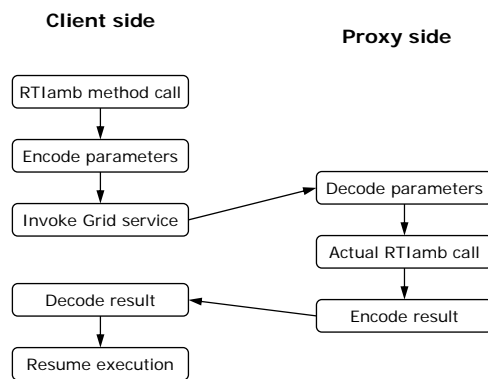 Client side
Proxy side
RTIamb method call
Encode parameters
Invoke Grid service
Decode parameters
Actual RTIamb call
Encode result
Decode result
Resume execution